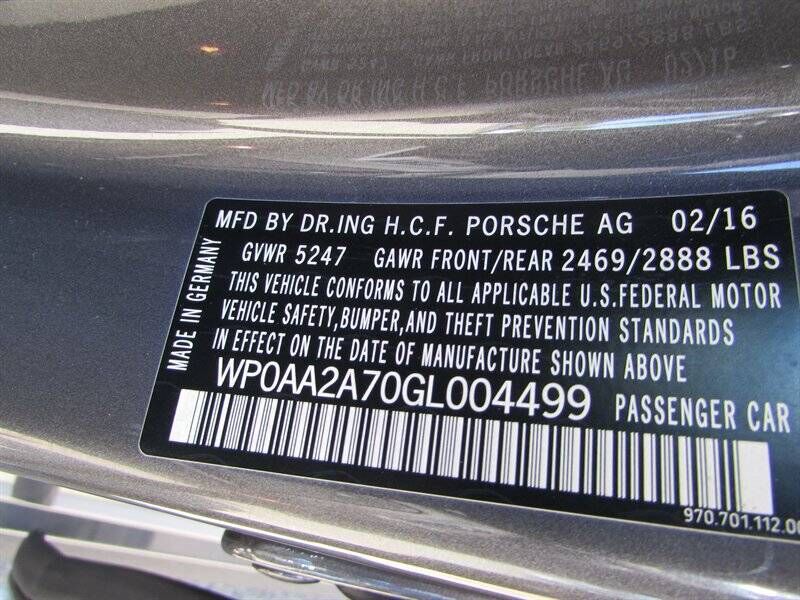 MFD BY DR.ING H.C.F. PORSCHE AG 02/16
GVWR 5247 GAWR FRONT/REAR 2469/2888 LBS
THIS VEHICLE CONFORMS TO ALL APPLICABLE U.S.FEDERAL MOTOR
VEHICLE SAFETY,BUMPER,AND THEFT PREVENTION STANDARDS
IN EFFECT ON THE DATE OF MANUFACTURE SHOWN ABOVE
WP0AA2A70GL004499 PASSENGER CAR
MADE IN GERMANY